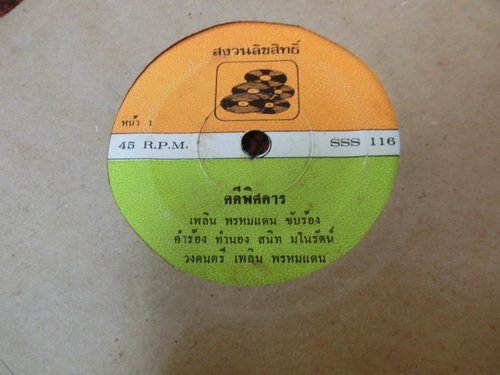 สงวนลิขสิทธิ์
หน้า 1
45 R.P.M. SSS 116
คดีพิศดาร
เพลิน พรหมแดน ขับร้อง
คำร้อง ทำนอง สนิท มโนรัตน์
วงดนตรี เพลิน พรหมแดน